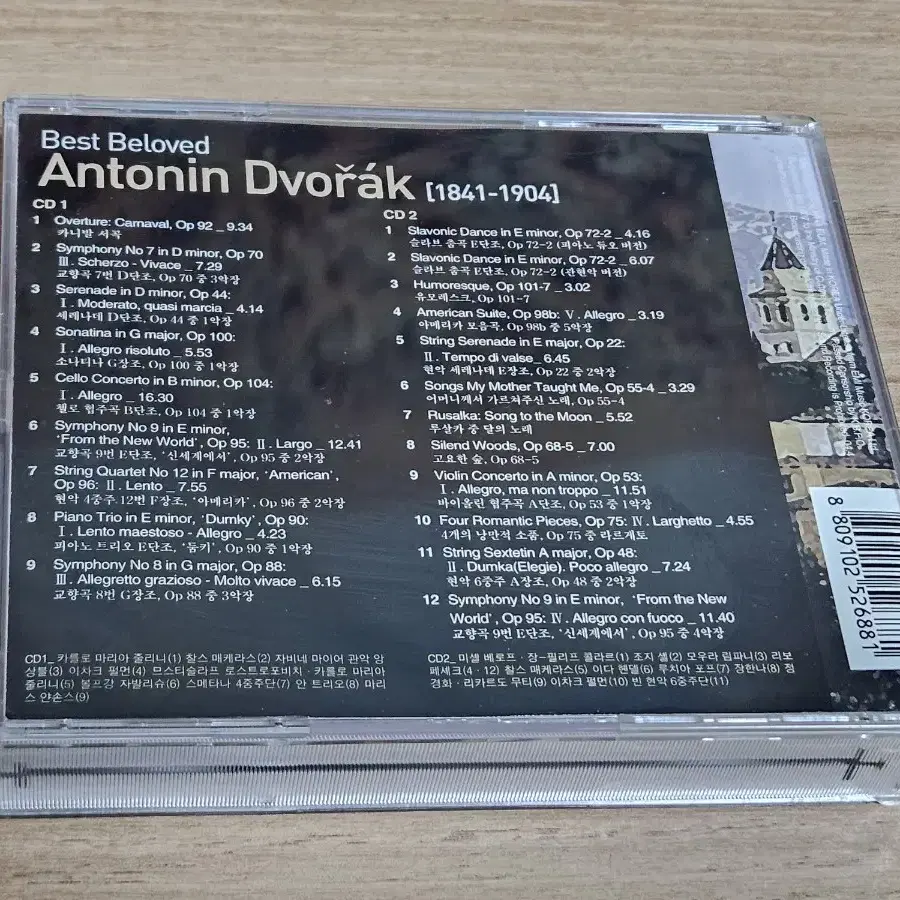 Best Beloved
Antonin Dvořák [1841-1904]
CD 1
1 Overture: Carnaval, Op 92 _ 9.34
카니발 서곡
2 Symphony No 7 in D minor, Op 70
Ⅲ. Scherzo - Vivace _ 7.29
교향곡 7번 D단조, Op 70 중 3악장
3 Serenade in D minor, Op 44:
Ⅰ. Moderato, quasi marcia _ 4.14
세레나데 D단조, Op 44 중 1악장
4 Sonatina in G major, Op 100:
Ⅰ. Allegro risoluto _ 5.53
소나티나 G장조, Op 100 중 1악장
5 Cello Concerto in B minor, Op 104:
Ⅰ. Allegro _ 16.30
첼로 협주곡 B단조, Op 104 중 1악장
6 Symphony No 9 in E minor,
'From the New World', Op 95: Ⅱ. Largo _ 12.41
교향곡 9번 E단조, '신세계에서', Op 95 중 2악장
7 String Quartet No 12 in F major, 'American',
Op 96: Ⅱ. Lento _ 7.55
현악 4중주 12번 F장조, '아메리카', Op 96 중 2악장
8 Piano Trio in E minor, 'Dumky', Op 90:
Ⅰ. Lento maestoso - Allegro _ 4.23
피아노 트리오 E단조, '둠키', Op 90 중 1악장
9 Symphony No 8 in G major, Op 88:
Ⅲ. Allegretto grazioso - Molto vivace _ 6.15
교향곡 8번 G장조, Op 88 중 3악장
CD1_ 카를로 마리아 줄리니(1) 찰스 매케라스(2) 자비네 마이어 관악 앙
상블(3) 이차크 펄먼(4) 므스티슬라프 로스트로포비치 · 카를로 마리아
줄리니(5) 볼프강 자발리슈(6) 스메타나 4중주단(7) 안 트리오(8) 마리
스 얀손스(9)
CD 2
1 Slavonic Dance in E minor, Op 72-2 _ 4.16
슬라브 춤곡 E단조, Op 72-2 (피아노 듀오 버전)
2 Slavonic Dance in E minor, Op 72-2 _ 6.07
슬라브 춤곡 E단조, Op 72-2 (관현악 버전)
3 Humoresque, Op 101-7 _ 3.02
유모레스크, Op 101-7
4 American Suite, Op 98b: Ⅴ. Allegro _ 3.19
아메리카 모음곡, Op 98b 중 5악장
5 String Serenade in E major, Op 22:
Ⅱ. Tempo di valse _ 6.45
현악 세레나데 E장조, Op 22 중 2악장
6 Songs My Mother Taught Me, Op 55-4 _ 3.29
어머니께서 가르쳐주신 노래, Op 55-4
7 Rusalka: Song to the Moon _ 5.52
루살카 중 달의 노래
8 Silend Woods, Op 68-5 _ 7.00
고요한 숲, Op 68-5
9 Violin Concerto in A minor, Op 53:
Ⅰ. Allegro, ma non troppo _ 11.51
바이올린 협주곡 A단조, Op 53 중 1악장
10 Four Romantic Pieces, Op 75: Ⅳ. Larghetto _ 4.55
4개의 낭만적 소품, Op 75 중 라르게토
11 String Sextetin A major, Op 48:
Ⅱ. Dumka(Elegie). Poco allegro _ 7.24
현악 6중주 A장조, Op 48 중 2악장
12 Symphony No 9 in E minor, 'From the New
World', Op 95: Ⅳ. Allegro con fuoco _ 11.40
교향곡 9번 E단조, '신세계에서', Op 95 중 4악장
CD2_ 미셸 베로프 · 장-필리프 콜라르(1) 조지 셀(2) 모우라 림파니(3) 리보
페세크(4 · 12) 찰스 매케라스(5) 이다 헨델(6) 루치아 포프(7) 장한나(8) 정
경화 · 리카르도 무티(9) 이차크 펄먼(10) 빈 현악 6중주단(11)
8 809102 526881